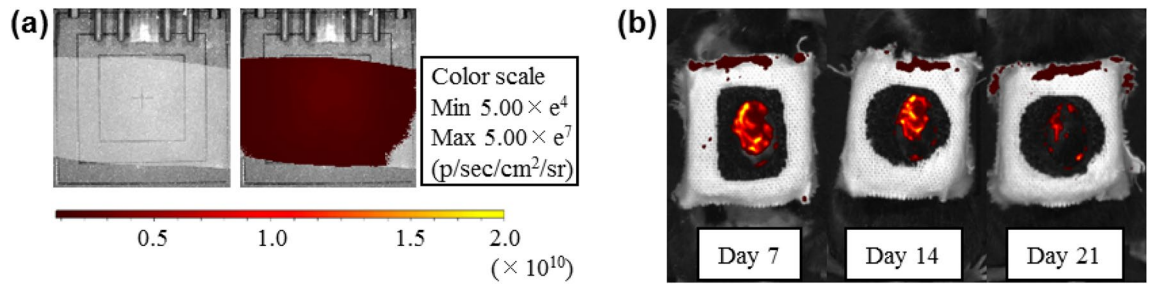 (a)
Color scale
Min 5.00 × e⁴
Max 5.00 × e⁷
(p/sec/cm²/sr)
0.5 1.0 1.5 2.0
(× 10¹⁰)
(b)
Day 7 Day 14 Day 21